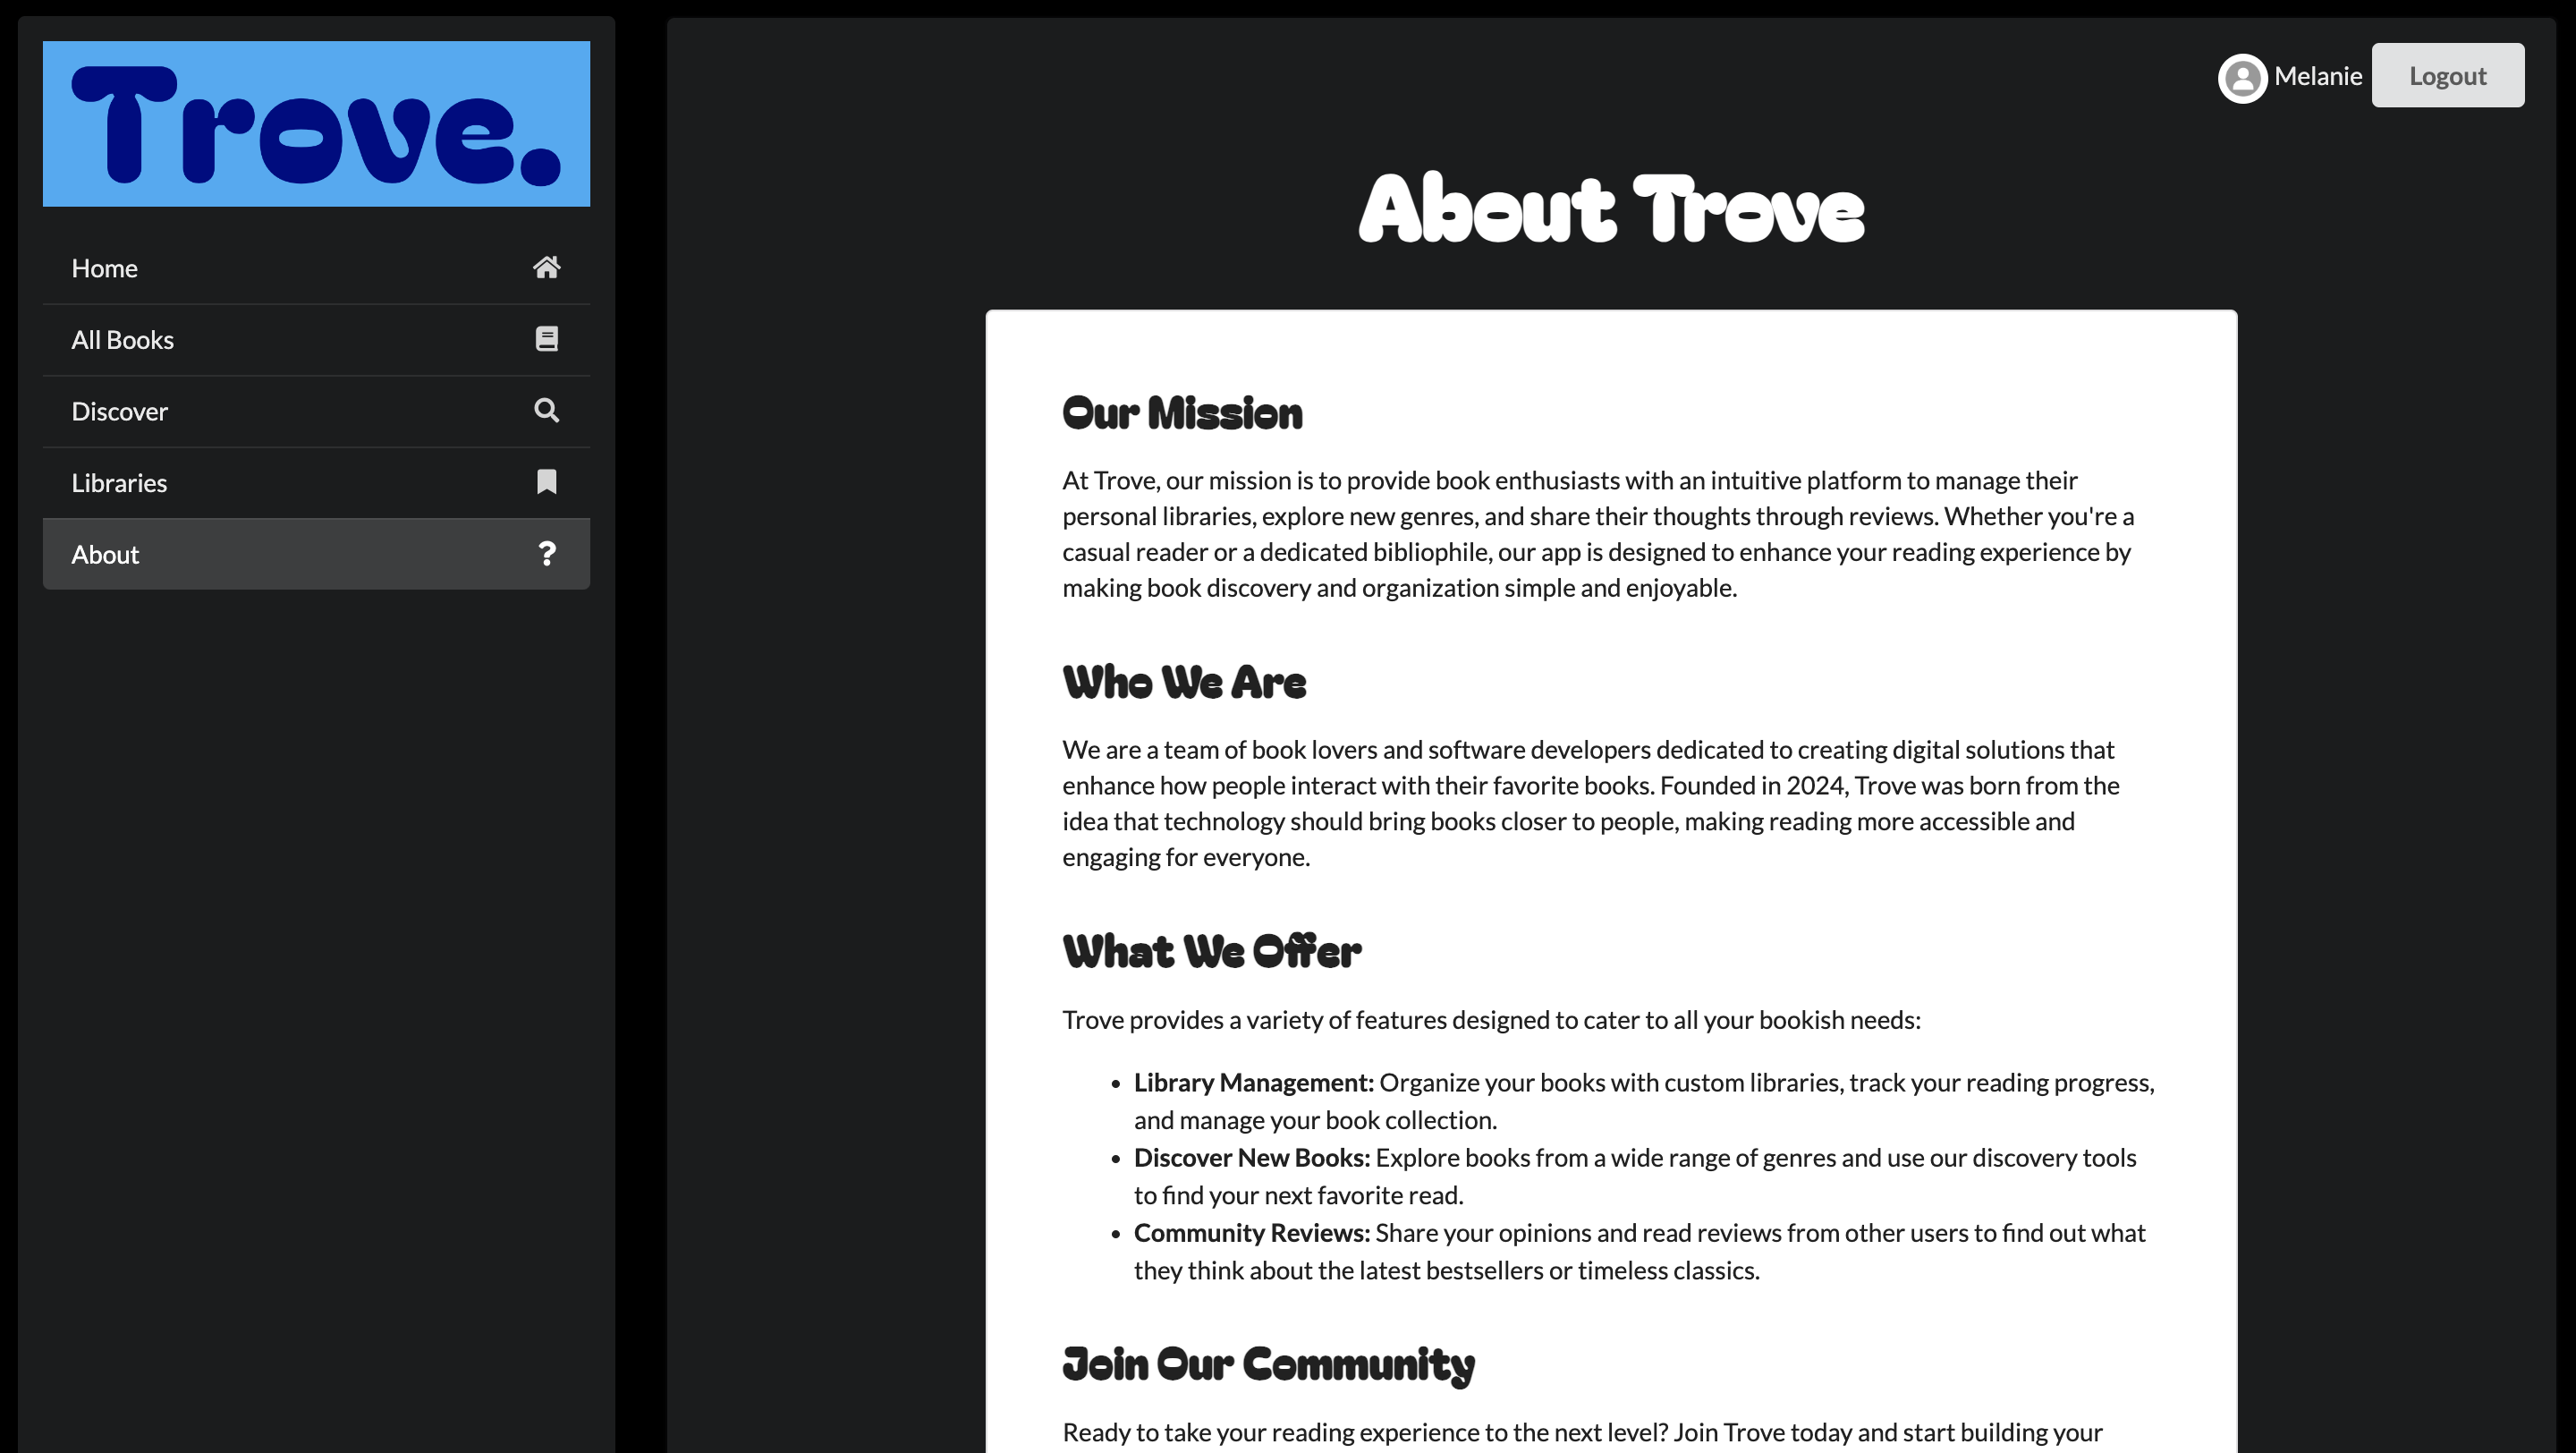 Trove.
Home
All Books
Discover
Libraries
About
Melanie
Logout
About Trove
Our Mission
At Trove, our mission is to provide book enthusiasts with an intuitive platform to manage their
personal libraries, explore new genres, and share their thoughts through reviews. Whether you're a
casual reader or a dedicated bibliophile, our app is designed to enhance your reading experience by
making book discovery and organization simple and enjoyable.
Who We Are
We are a team of book lovers and software developers dedicated to creating digital solutions that
enhance how people interact with their favorite books. Founded in 2024, Trove was born from the
idea that technology should bring books closer to people, making reading more accessible and
engaging for everyone.
What We Offer
Trove provides a variety of features designed to cater to all your bookish needs:
• Library Management: Organize your books with custom libraries, track your reading progress,
and manage your book collection.
• Discover New Books: Explore books from a wide range of genres and use our discovery tools
to find your next favorite read.
• Community Reviews: Share your opinions and read reviews from other users to find out what
they think about the latest bestsellers or timeless classics.
Join Our Community
Ready to take your reading experience to the next level? Join Trove today and start building your